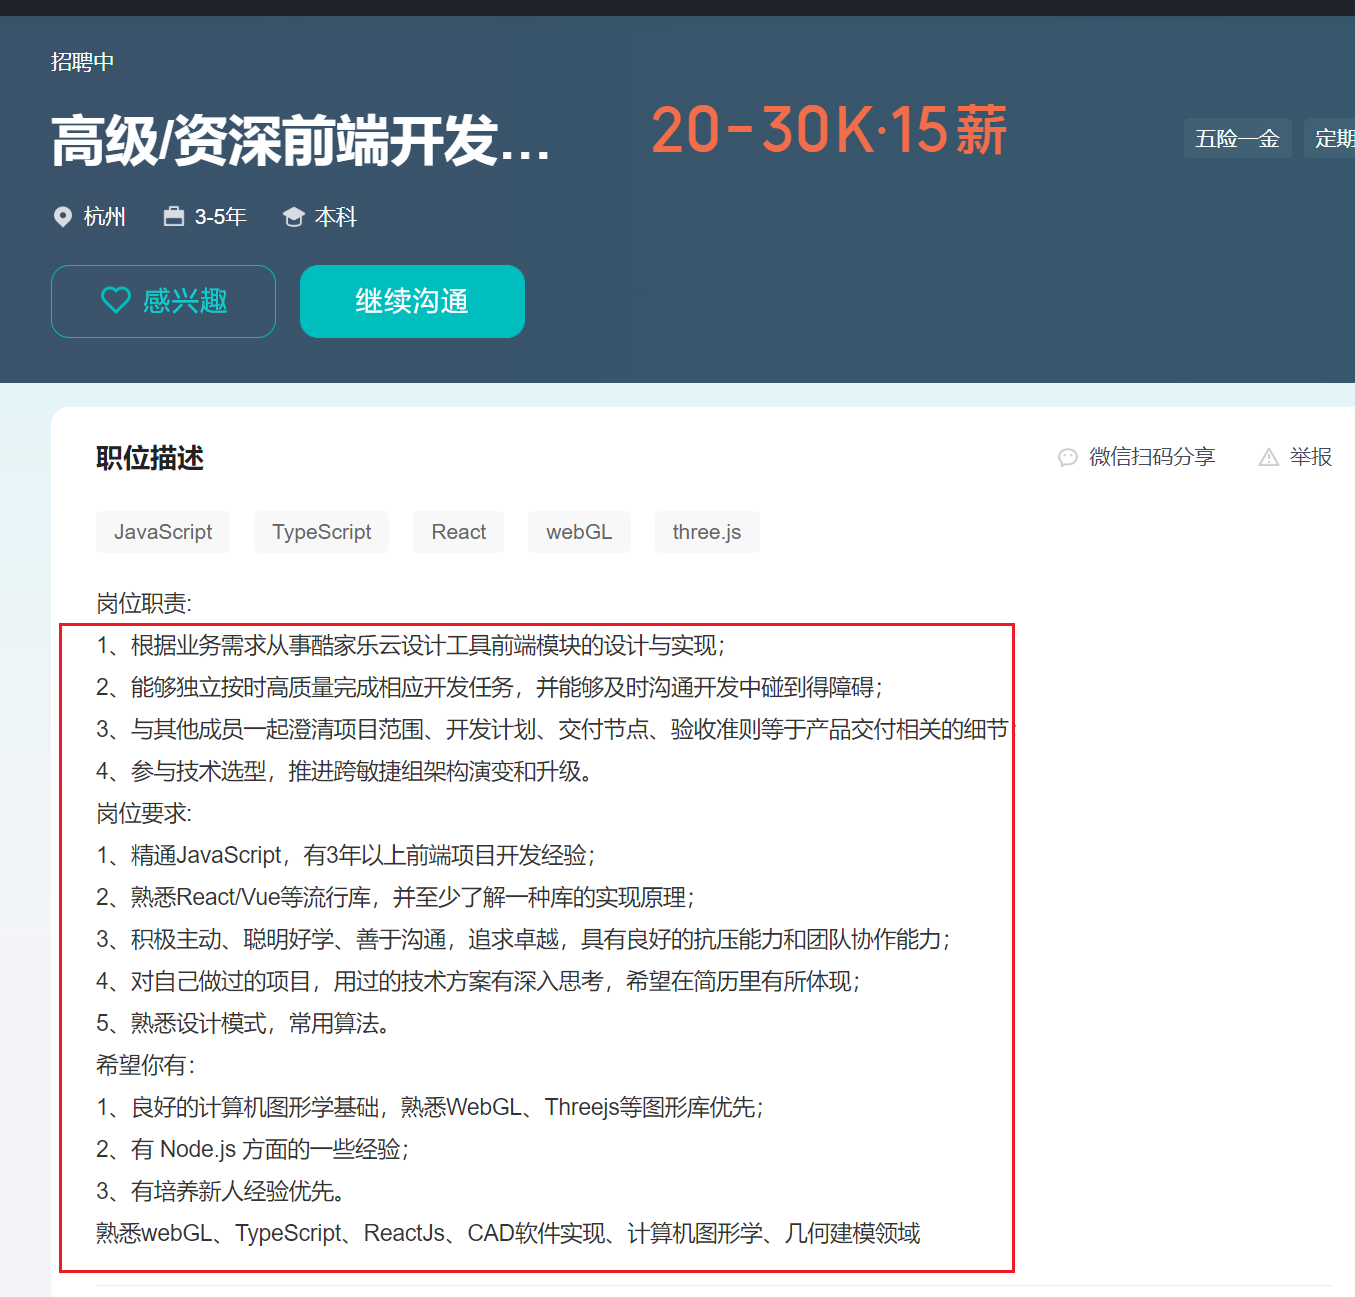 招聘中
高级/资深前端开发...
20-30K·15薪
五险一金
定期
杭州
3-5年
本科
感兴趣
继续沟通
职位描述
微信扫码分享
举报
JavaScript
TypeScript
React
webGL
three.js
岗位职责:
1、根据业务需求从事酷家乐云设计工具前端模块的设计与实现；
2、能够独立按时高质量完成相应开发任务，并能够及时沟通开发中碰到得障碍；
3、与其他成员一起澄清项目范围、开发计划、交付节点、验收准则等于产品交付相关的细节；
4、参与技术选型，推进跨敏捷组架构演变和升级。
岗位要求:
1、精通JavaScript，有3年以上前端项目开发经验；
2、熟悉React/Vue等流行库，并至少了解一种库的实现原理；
3、积极主动、聪明好学、善于沟通，追求卓越，具有良好的抗压能力和团队协作能力；
4、对自己做过的项目，用过的技术方案有深入思考，希望在简历里有所体现；
5、熟悉设计模式，常用算法。
希望你有：
1、良好的计算机图形学基础，熟悉WebGL、Threejs等图形库优先；
2、有 Node.js 方面的一些经验；
3、有培养新人经验优先。
熟悉webGL、TypeScript、ReactJs、CAD软件实现、计算机图形学、几何建模领域